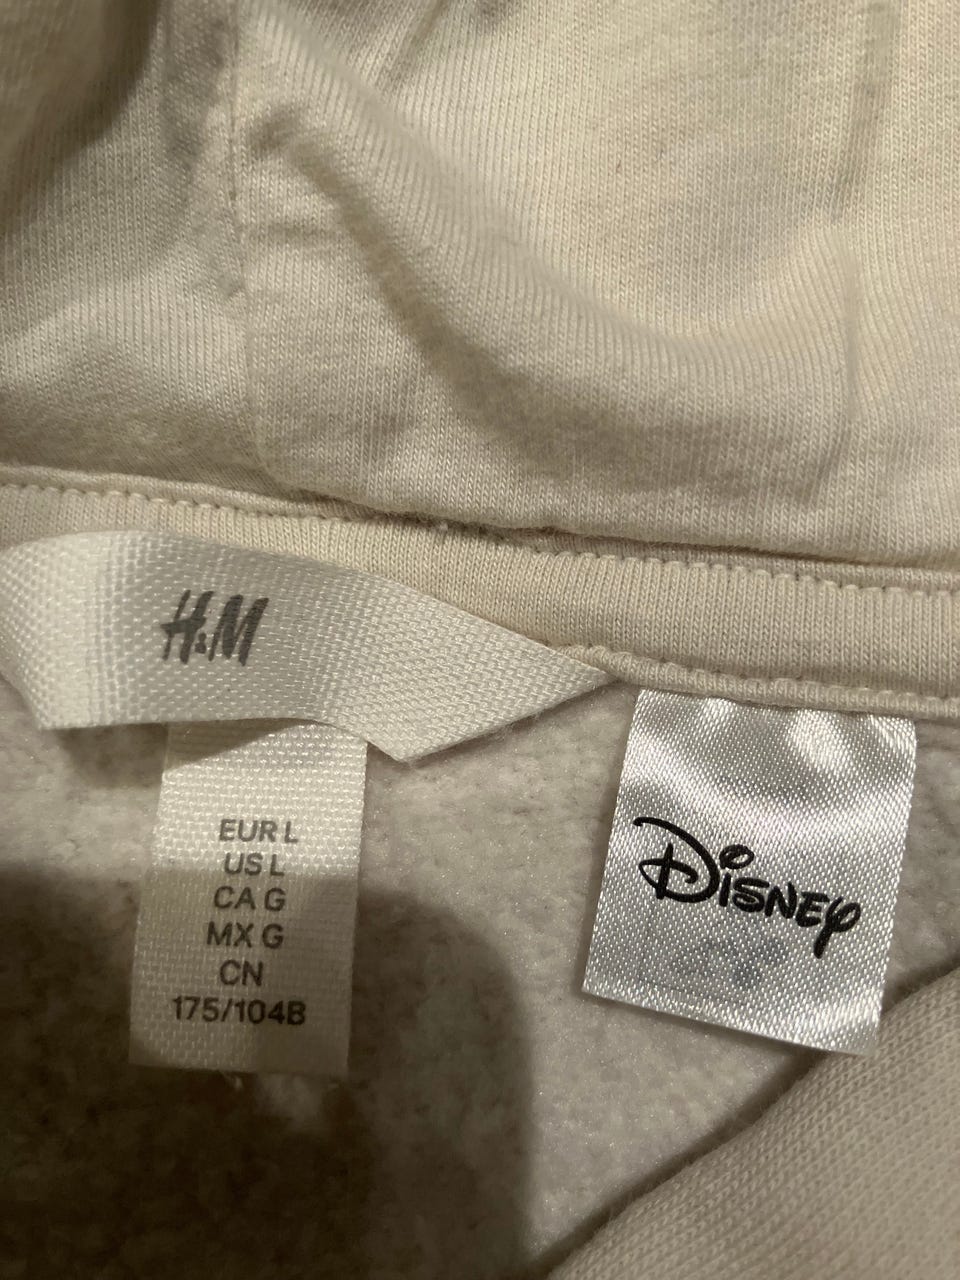 H&M
EUR L
US L
CA G
MX G
CN
175/104B
Disney